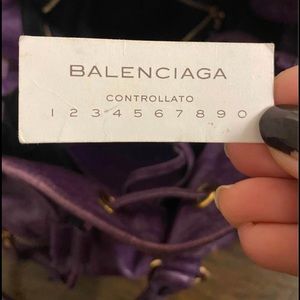 BALENCIAGA
CONTROLLATO
1 2 3 4 5 6 7 8 9 0